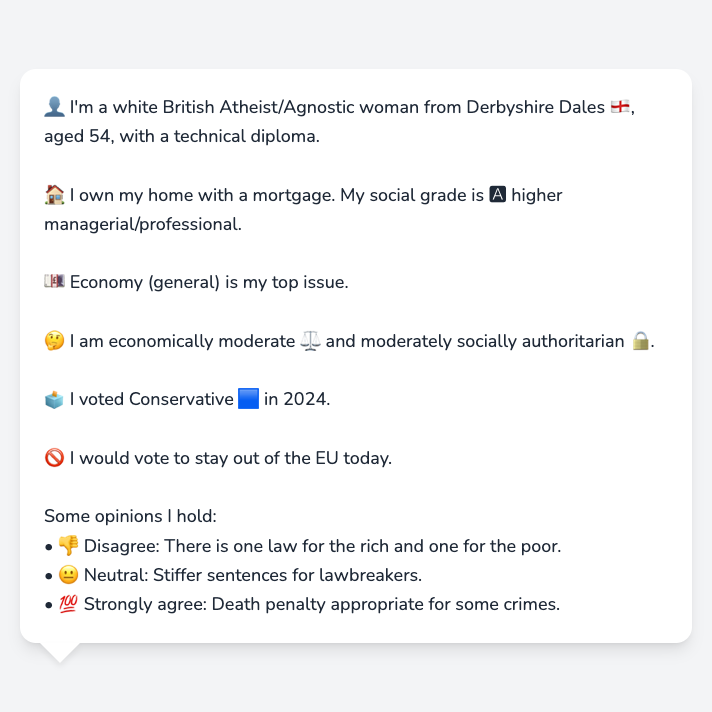 👤 I'm a white British Atheist/Agnostic woman from Derbyshire Dales 🏴󠁧󠁢󠁥󠁮󠁧󠁿,
aged 54, with a technical diploma.
🏠 I own my home with a mortgage. My social grade is 🅰 higher
managerial/professional.
💷 Economy (general) is my top issue.
🤔 I am economically moderate ⚖️ and moderately socially authoritarian 🔒.
🗳️ I voted Conservative 🟦 in 2024.
🚫 I would vote to stay out of the EU today.
Some opinions I hold:
• 👎 Disagree: There is one law for the rich and one for the poor.
• 😐 Neutral: Stiffer sentences for lawbreakers.
• 💯 Strongly agree: Death penalty appropriate for some crimes.